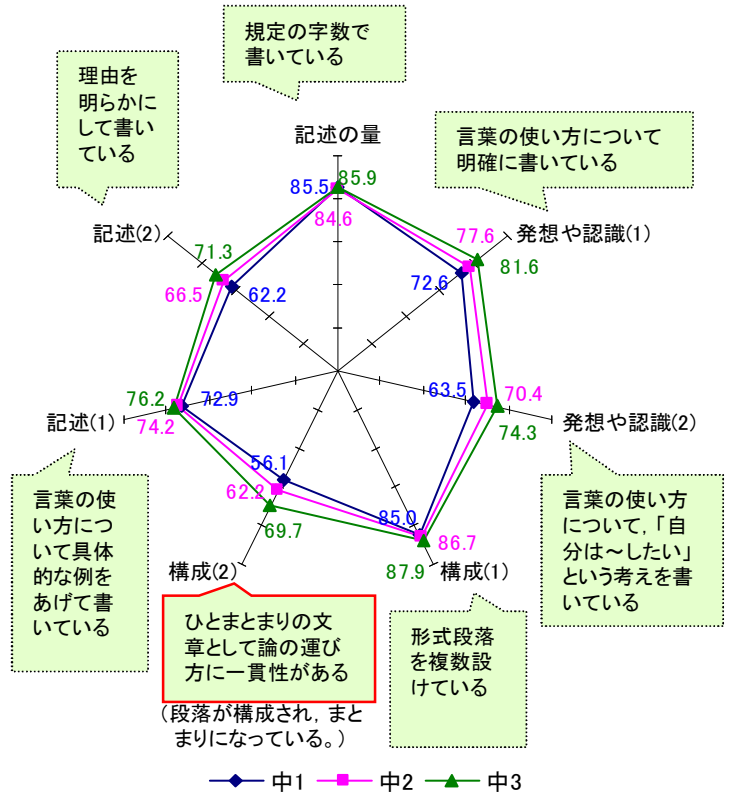 規定の字数で
書いている
理由を
明らかに
して書い
ている
言葉の使い方について
明確に書いている
記述の量
85.5
85.9
84.6
記述(2)
71.3
66.5
62.2
77.6
発想や認識(1)
81.6
72.6
63.5
70.4
発想や認識(2)
74.3
76.2
72.9
記述(1)
74.2
56.1
62.2
69.7
85.0
86.7
87.9
構成(2)
構成(1)
言葉の使
い方につ
いて具体
的な例を
あげて書
いている
ひとまとまりの文
章として論の運び
方に一貫性がある
(段落が構成され,まと
まりになっている。)
形式段落
を複数設
けている
言葉の使い方
について,「自
分は~したい」
という考えを書
いている
中1
中2
中3